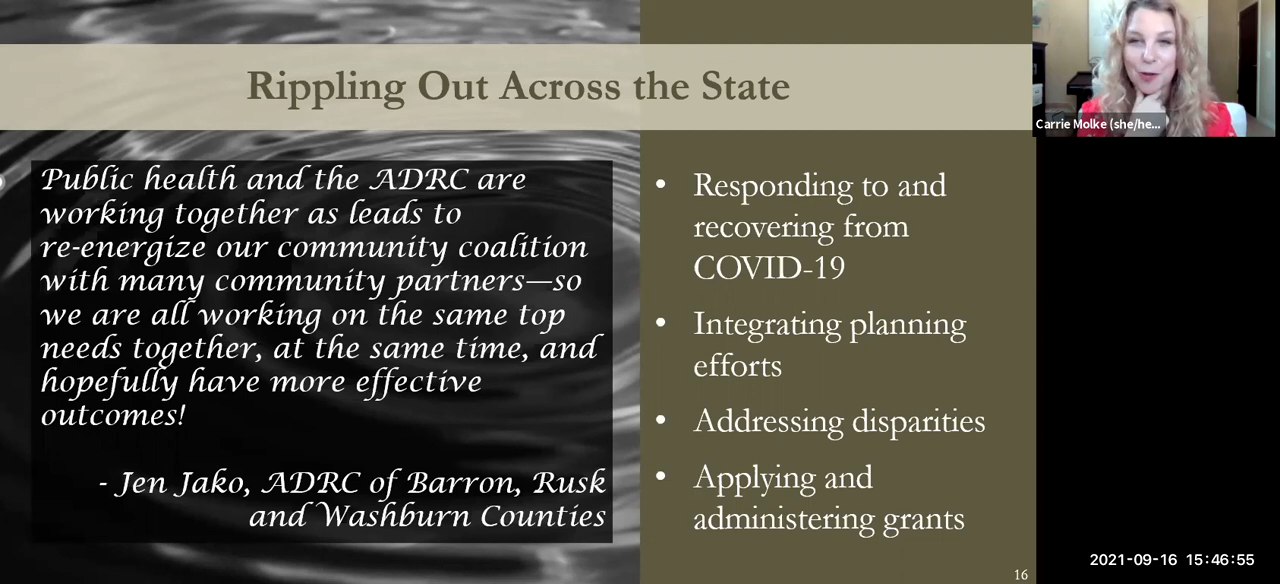 Rippling Out Across the State
Public health and the ADRC are
working together as leads to
re-energize our community coalition
with many community partners—so
we are all working on the same top
needs together, at the same time, and
hopefully have more effective
outcomes!
- Jen Jako, ADRC of Barron, Rusk
and Washburn Counties
• Responding to and
recovering from
COVID-19
• Integrating planning
efforts
• Addressing disparities
• Applying and
administering grants
16
Carrie Molke (she/he...
2021-09-16 15:46:55